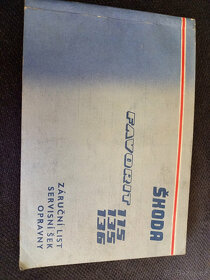 ŠKODA
FAVORIT 115
135
136
ZÁRUČNÍ LIST
SERVISNÍ ŠEK
OPRAVNY